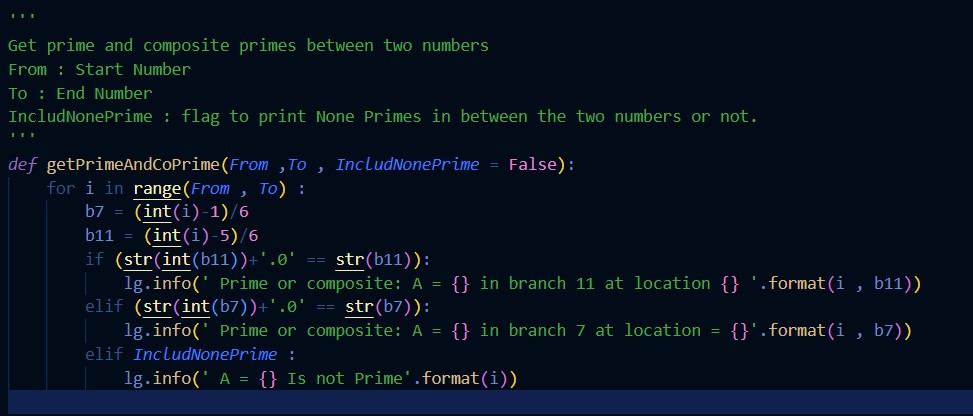 '''
Get prime and composite primes between two numbers
From : Start Number
To : End Number
IncludNonePrime : flag to print None Primes in between the two numbers or not.
'''
def getPrimeAndCoPrime(From ,To , IncludNonePrime = False):
    for i in range(From , To) :
        b7 = (int(i)-1)/6
        b11 = (int(i)-5)/6
        if (str(int(b11))+'.0' == str(b11)):
            lg.info(' Prime or composite: A = {} in branch 11 at location {} '.format(i , b11))
        elif (str(int(b7))+'.0' == str(b7)):
            lg.info(' Prime or composite: A = {} in branch 7 at location = {}'.format(i , b7))
        elif IncludNonePrime :
            lg.info(' A = {} Is not Prime'.format(i))